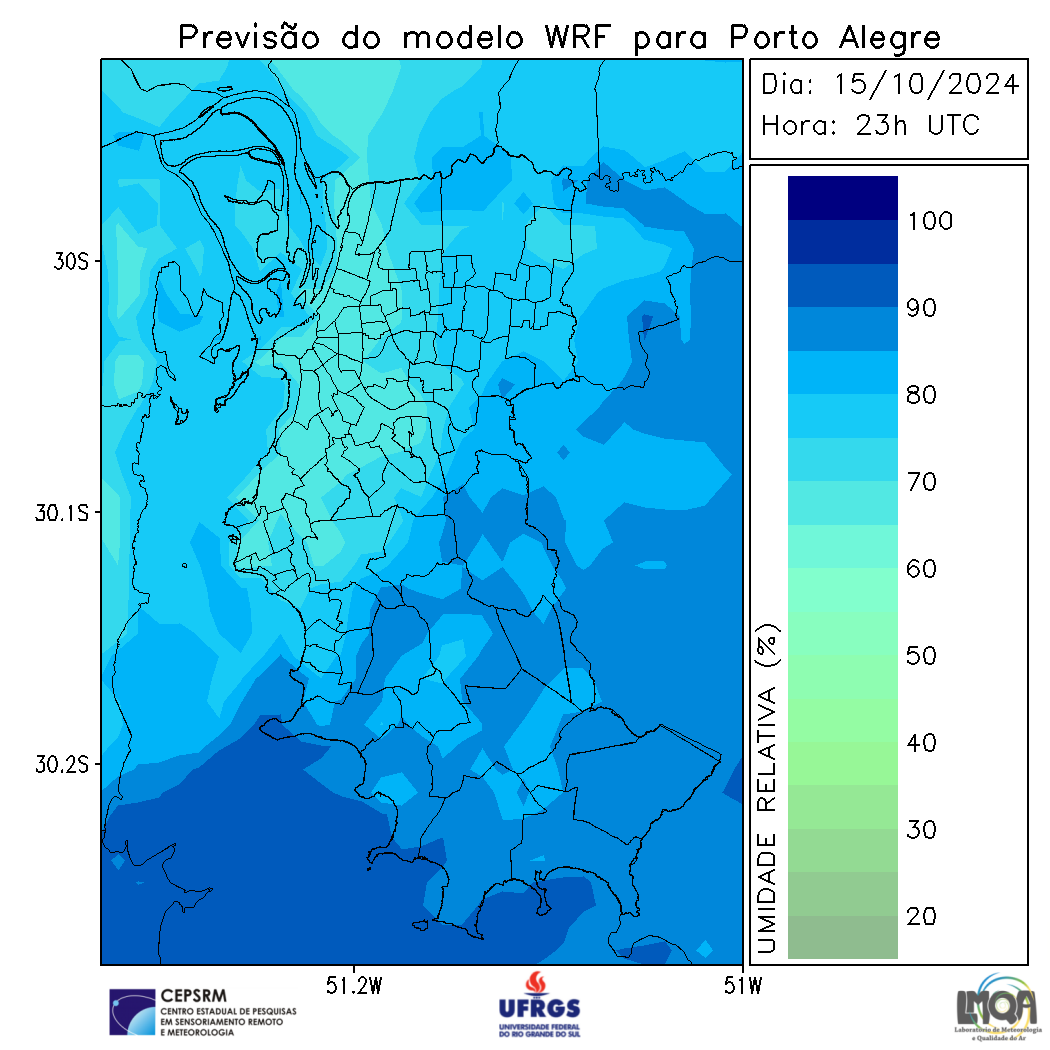 Previsão do modelo WRF para Porto Alegre
Dia: 15/10/2024
Hora: 23h UTC
30S
30.1S
30.2S
51.2W
51W
UMIDADE RELATIVA (%)
100
90
80
70
60
50
40
30
20
CEPSRM
CENTRO ESTADUAL DE PESQUISAS
EM SENSORIAMENTO REMOTO
E METEOROLOGIA
UFRGS
UNIVERSIDADE FEDERAL
DO RIO GRANDE DO SUL
LMQA
Laboratório de Meteorologia
e Qualidade do Ar